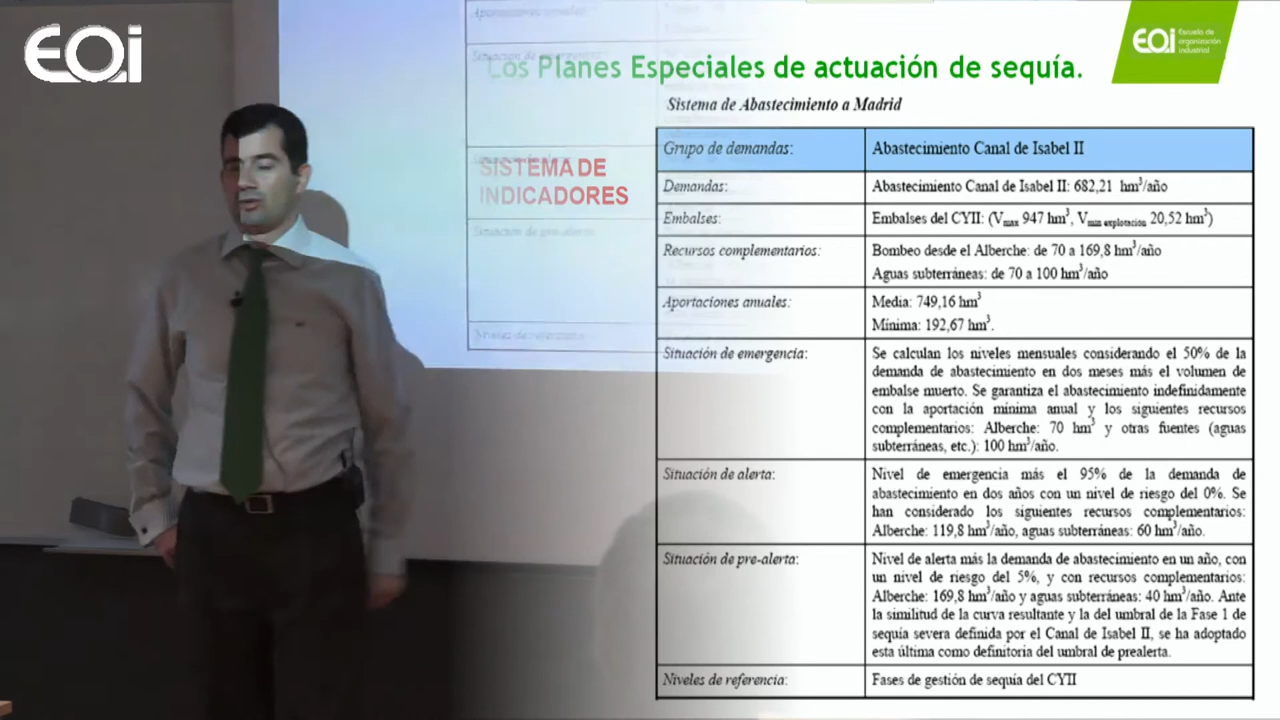 EOi
EOi Escuela de
organización
industrial
Los Planes Especiales de actuación de sequía.
Sistema de Abastecimiento a Madrid
SISTEMA DE
INDICADORES
Grupo de demandas: Abastecimiento Canal de Isabel II
Demandas: Abastecimiento Canal de Isabel II: 682,21 hm³/año
Embalses: Embalses del CYII: (Vmax 947 hm³, Vmin explotación 20,52 hm³)
Recursos complementarios: Bombeo desde el Alberche: de 70 a 169,8 hm³/año
Aguas subterráneas: de 70 a 100 hm³/año
Aportaciones anuales: Media: 749,16 hm³
Mínima: 192,67 hm³.
Situación de emergencia: Se calculan los niveles mensuales considerando el 50% de la
demanda de abastecimiento en dos meses más el volumen de
embalse muerto. Se garantiza el abastecimiento indefinidamente
con la aportación mínima anual y los siguientes recursos
complementarios: Alberche: 70 hm³ y otras fuentes (aguas
subterráneas, etc.): 100 hm³/año.
Situación de alerta: Nivel de emergencia más el 95% de la demanda de
abastecimiento en dos años con un nivel de riesgo del 0%. Se
han considerado los siguientes recursos complementarios:
Alberche: 119,8 hm³/año, aguas subterráneas: 60 hm³/año.
Situación de pre-alerta: Nivel de alerta más la demanda de abastecimiento en un año, con
un nivel de riesgo del 5%, y con recursos complementarios:
Alberche: 169,8 hm³/año y aguas subterráneas: 40 hm³/año. Ante
la similitud de la curva resultante y la del umbral de la Fase 1 de
sequía severa definida por el Canal de Isabel II, se ha adoptado
esta última como definitoria del umbral de prealerta.
Niveles de referencia: Fases de gestión de sequia del CYII